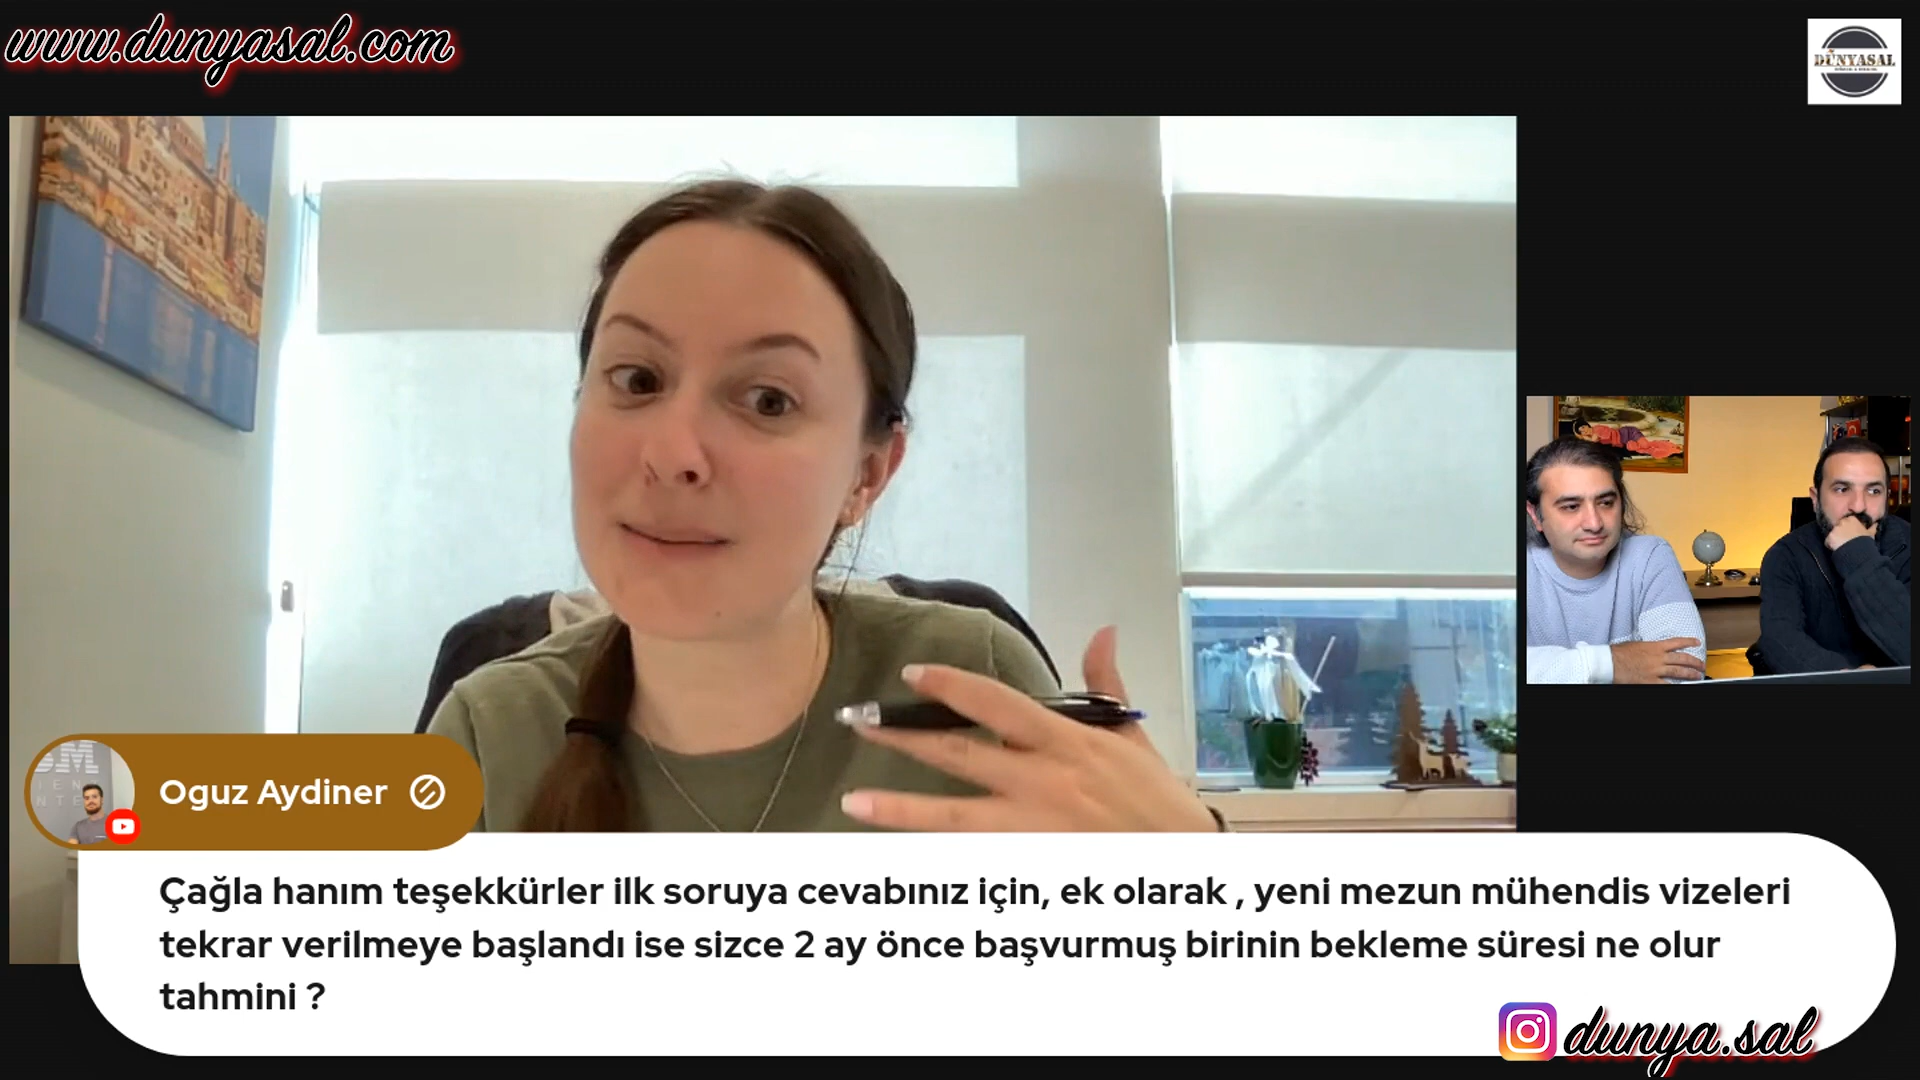 www.dunyasal.com
DÜNYASAL
Oguz Aydiner
Çağla hanım teşekkürler ilk soruya cevabınız için, ek olarak , yeni mezun mühendis vizeleri
tekrar verilmeye başlandı ise sizce 2 ay önce başvurmuş birinin bekleme süresi ne olur
tahmini ?
dunya.sal